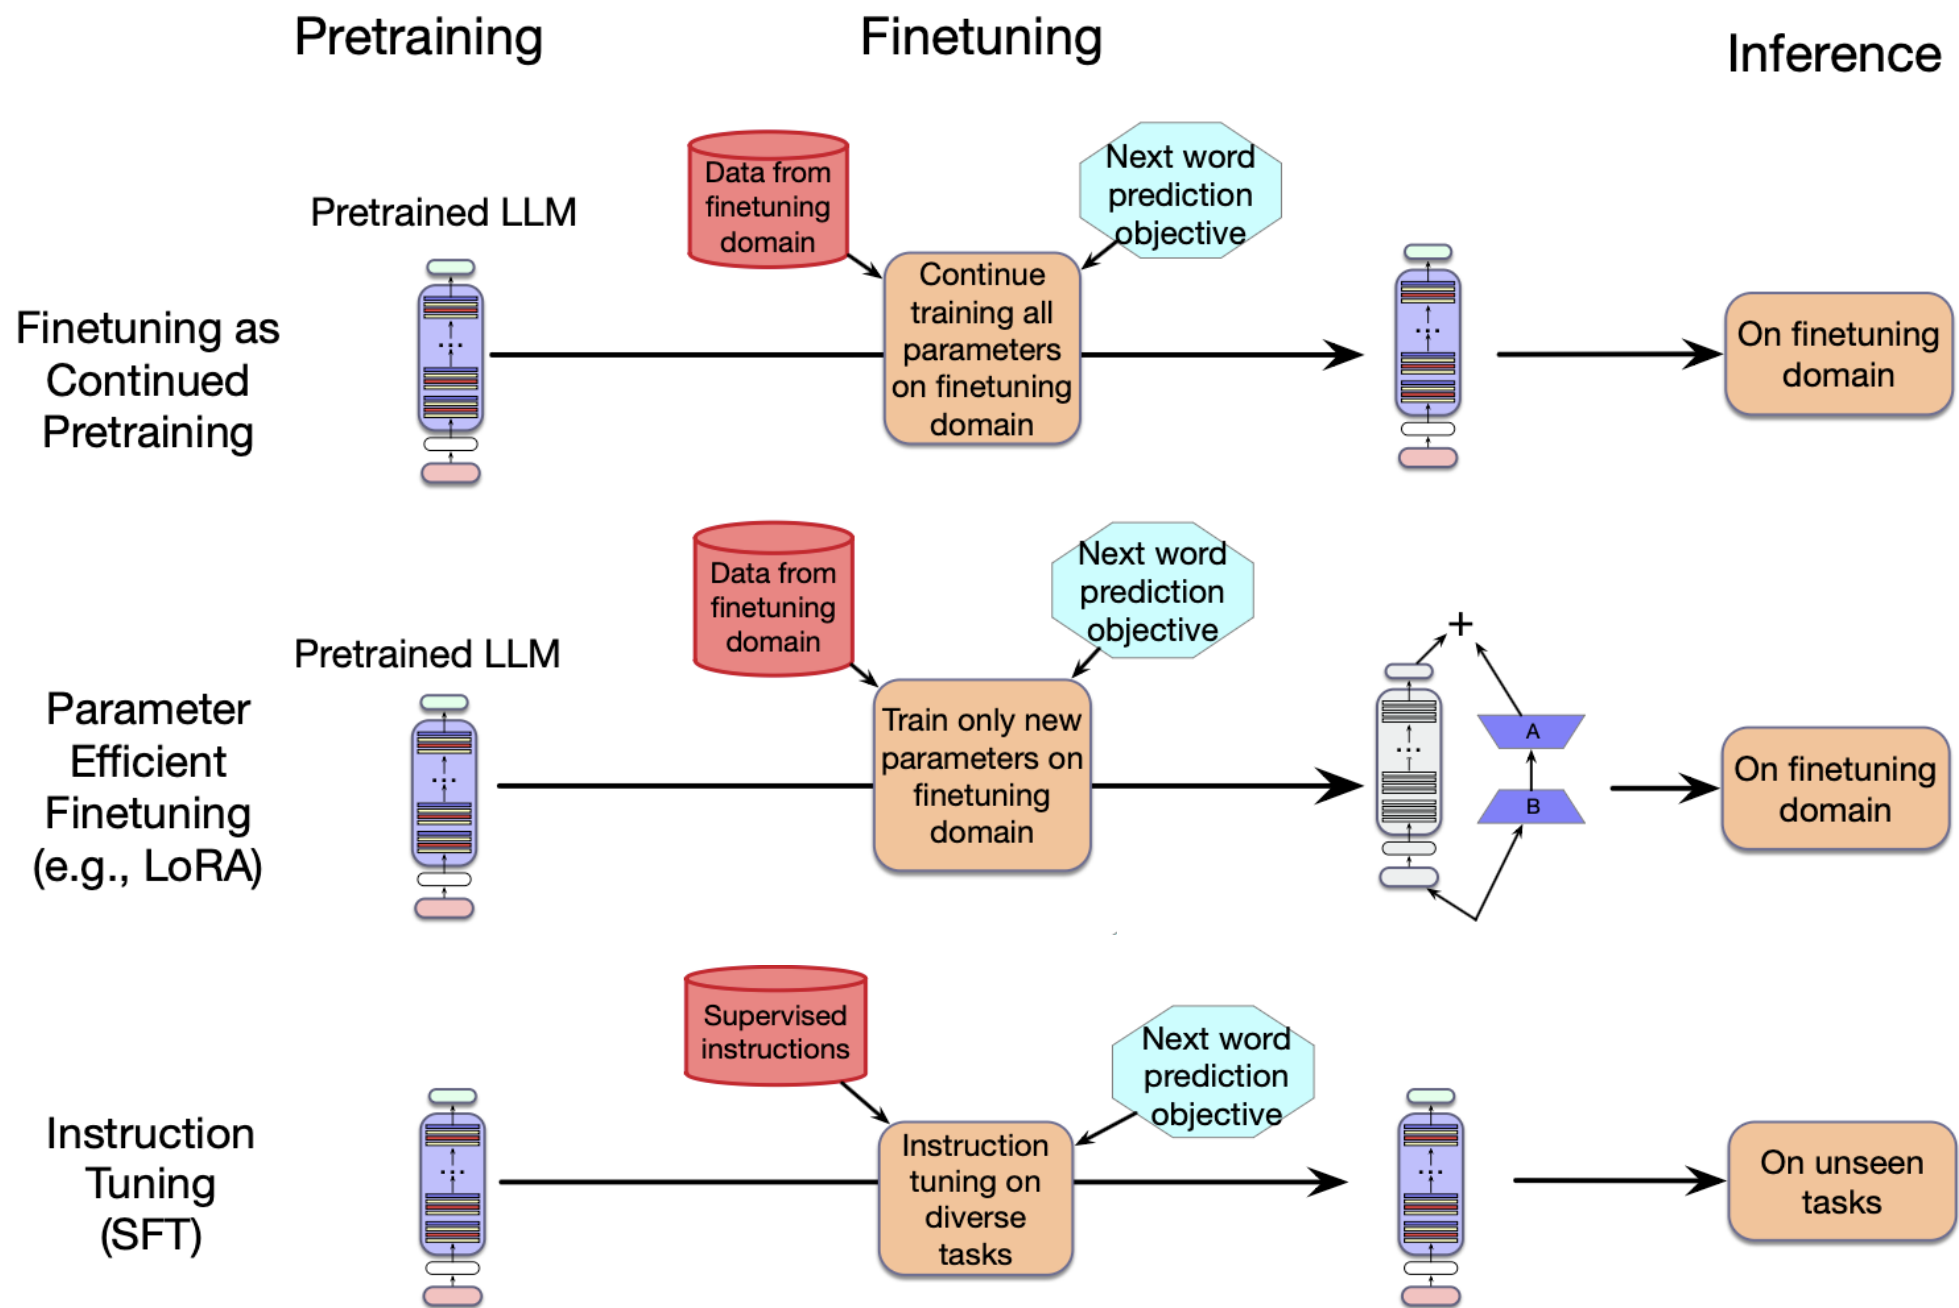 Pretraining
Finetuning
Inference
Finetuning as
Continued
Pretraining
Pretrained LLM
...
Data from
finetuning
domain
Next word
prediction
objective
Continue
training all
parameters
on finetuning
domain
...
On finetuning
domain
Parameter
Efficient
Finetuning
(e.g., LoRA)
Pretrained LLM
...
Data from
finetuning
domain
Next word
prediction
objective
Train only new
parameters on
finetuning
domain
+
...
A
B
On finetuning
domain
Instruction
Tuning
(SFT)
...
Supervised
instructions
Next word
prediction
objective
Instruction
tuning on
diverse
tasks
...
On unseen
tasks